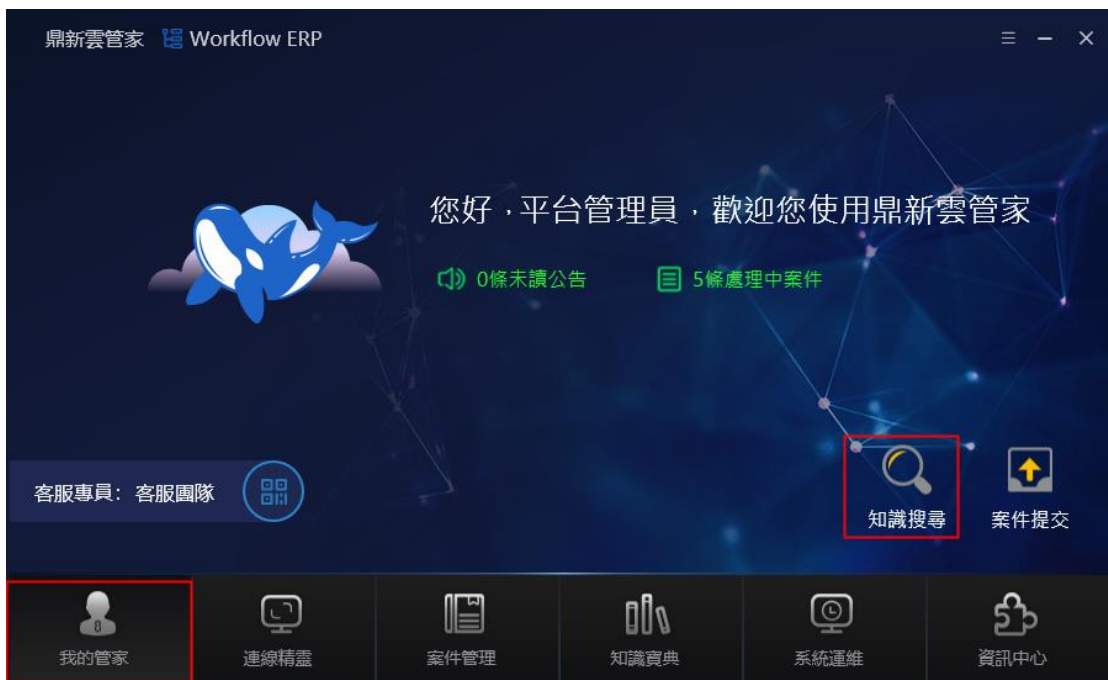 鼎新雲管家 Workflow ERP
您好，平台管理員，歡迎您使用鼎新雲管家
0條未讀公告 5條處理中案件
客服專員：客服團隊
知識搜尋 案件提交
我的管家 連線精靈 案件管理 知識寶典 系統運維 資訊中心